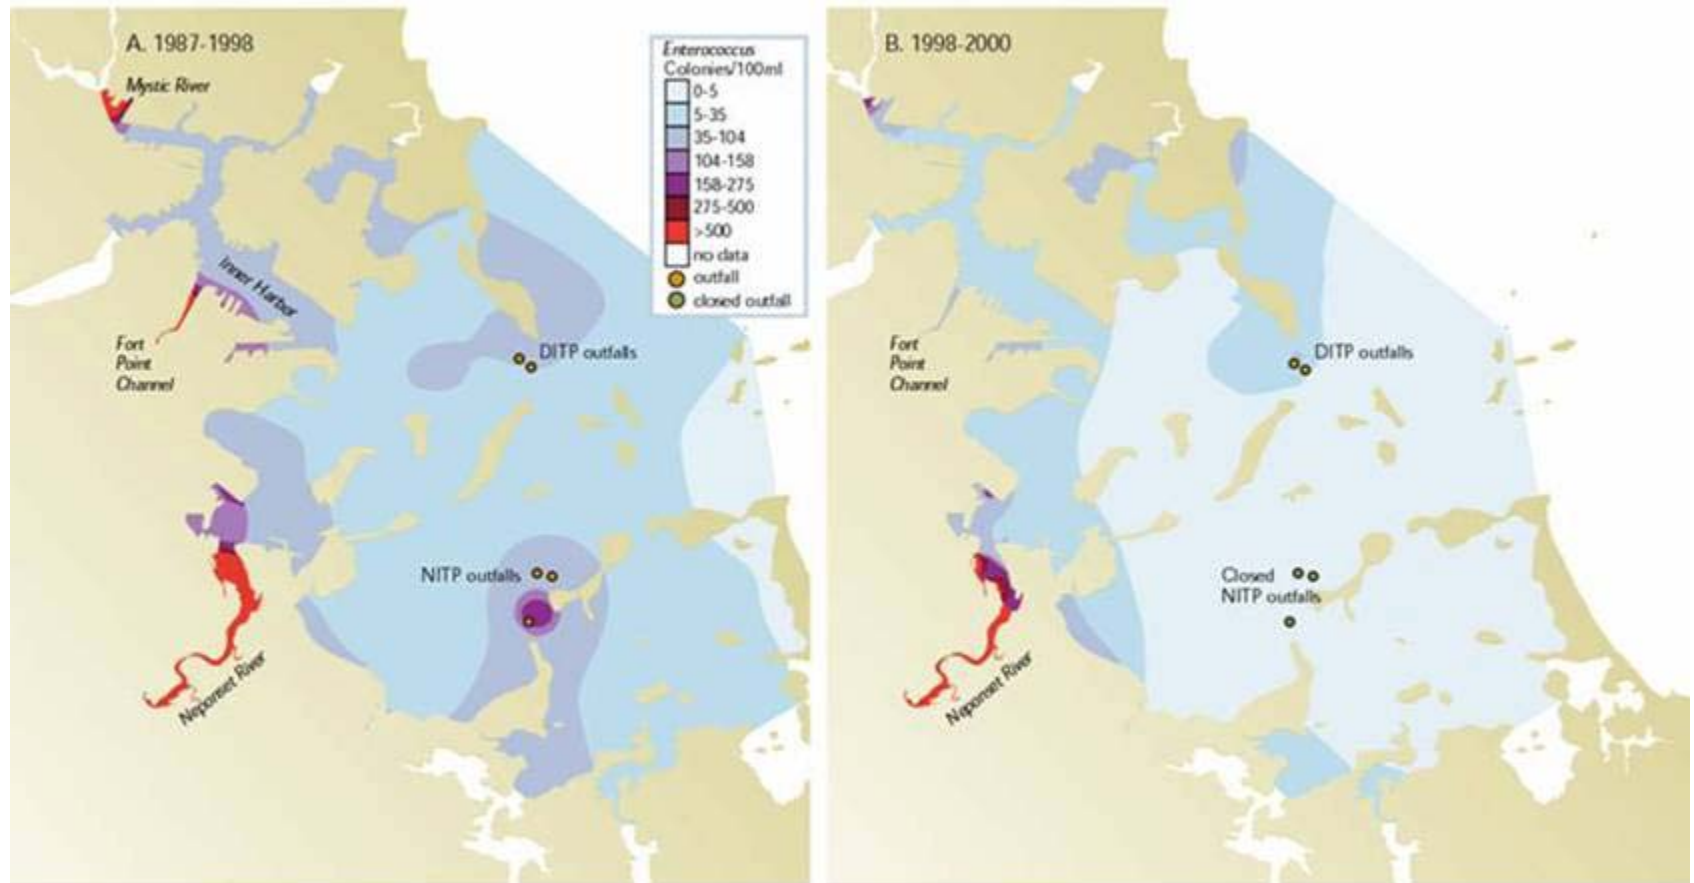 A. 1987-1998
Mystic River
Inner Harbor
Fort
Point
Channel
DITP outfalls
NITP outfalls
Neponset River
Enterococcus
Colonies/100ml
0-5
5-35
35-104
104-158
158-275
275-500
>500
no data
outfall
closed outfall
B. 1998-2000
Fort
Point
Channel
DITP outfalls
Closed
NITP outfalls
Neponset River